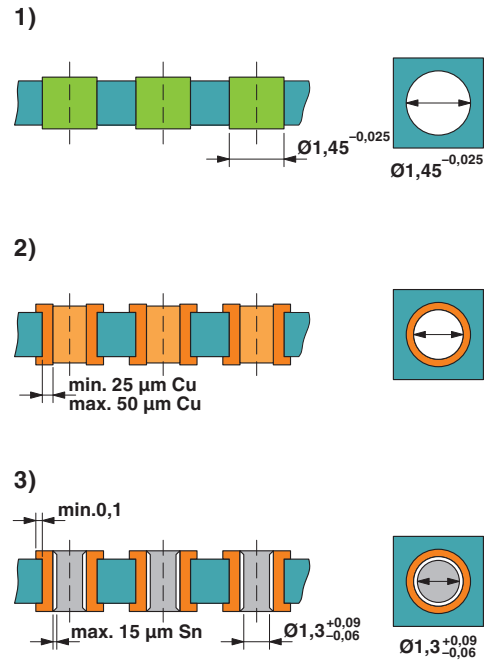 1)
Ø1,45 −0,025
Ø1,45 −0,025
2)
min. 25 µm Cu
max. 50 µm Cu
3)
min.0,1
max. 15 µm Sn
Ø1,3 +0,09 −0,06
Ø1,3 +0,09 −0,06